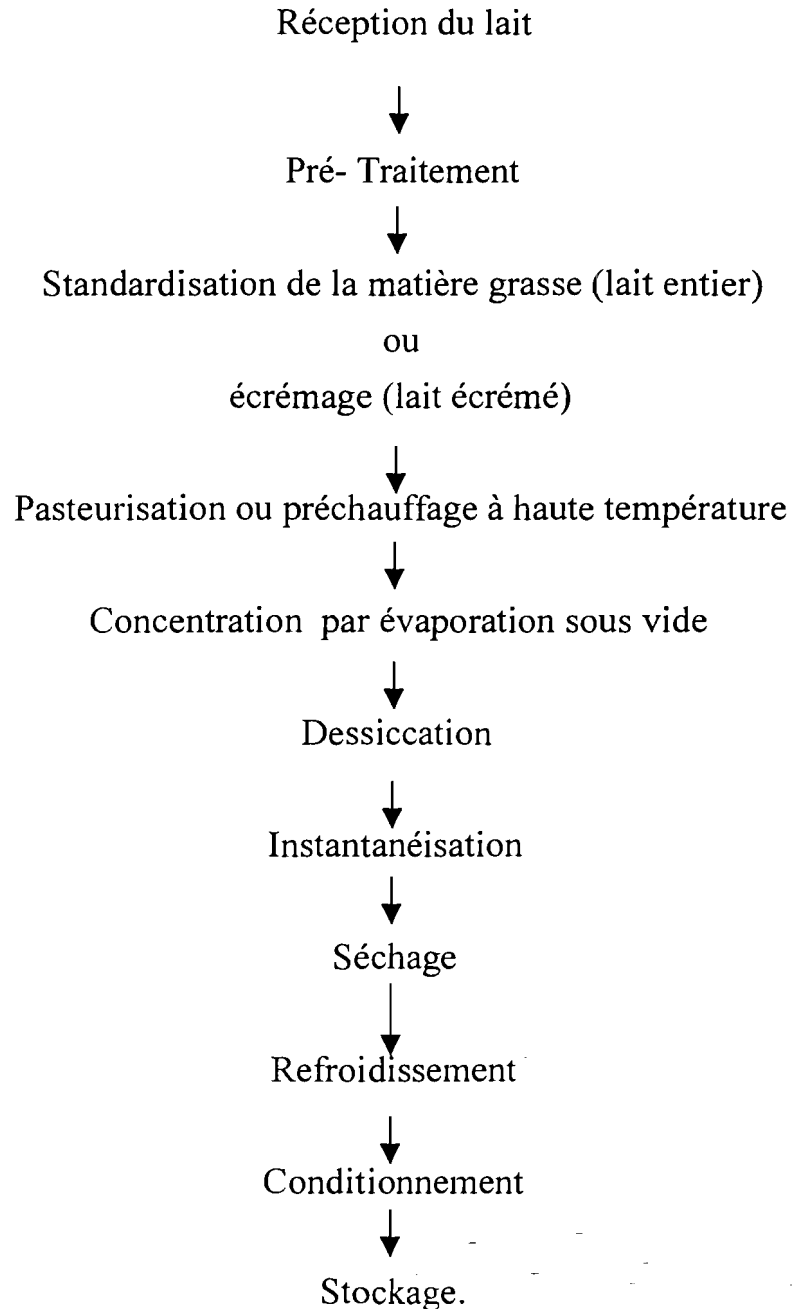 Réception du lait
Pré- Traitement
Standardisation de la matière grasse (lait entier)
ou
écrémage (lait écrémé)
Pasteurisation ou préchauffage à haute température
Concentration par évaporation sous vide
Dessiccation
Instantanéisation
Séchage
Refroidissement
Conditionnement
Stockage.